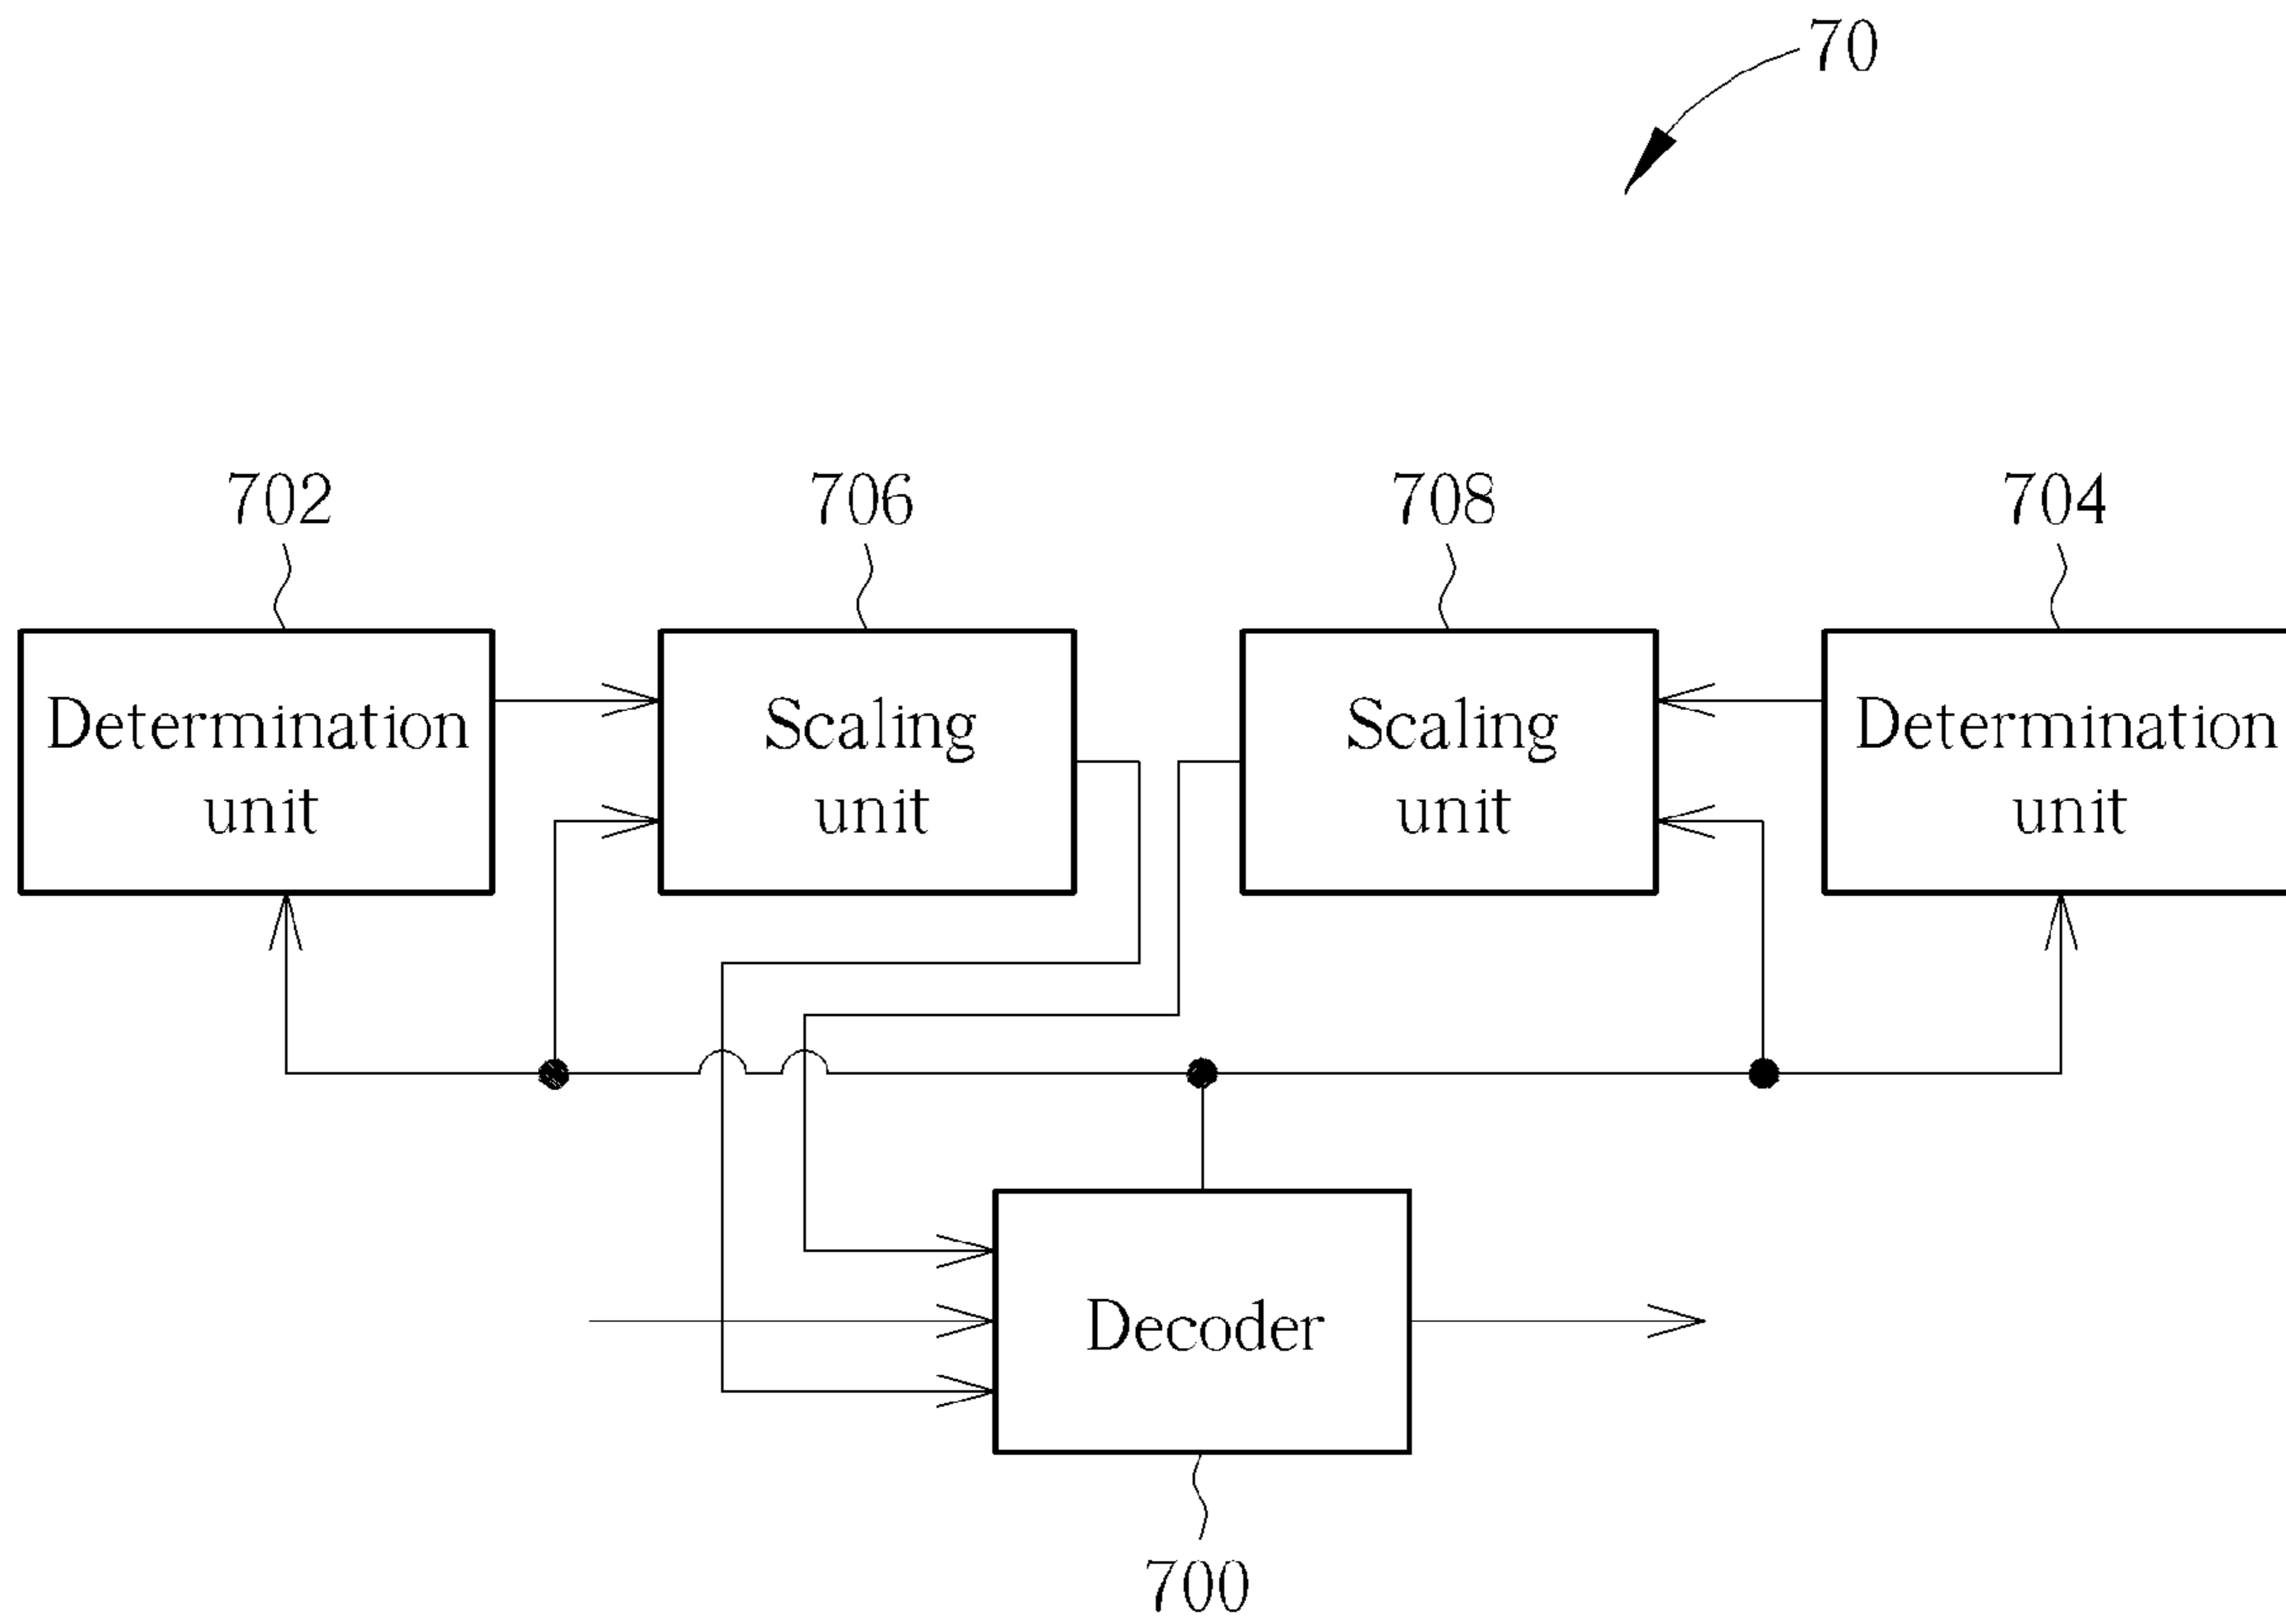 70
702
706
708
704
Determination
unit
Scaling
unit
Scaling
unit
Determination
unit
Decoder
700